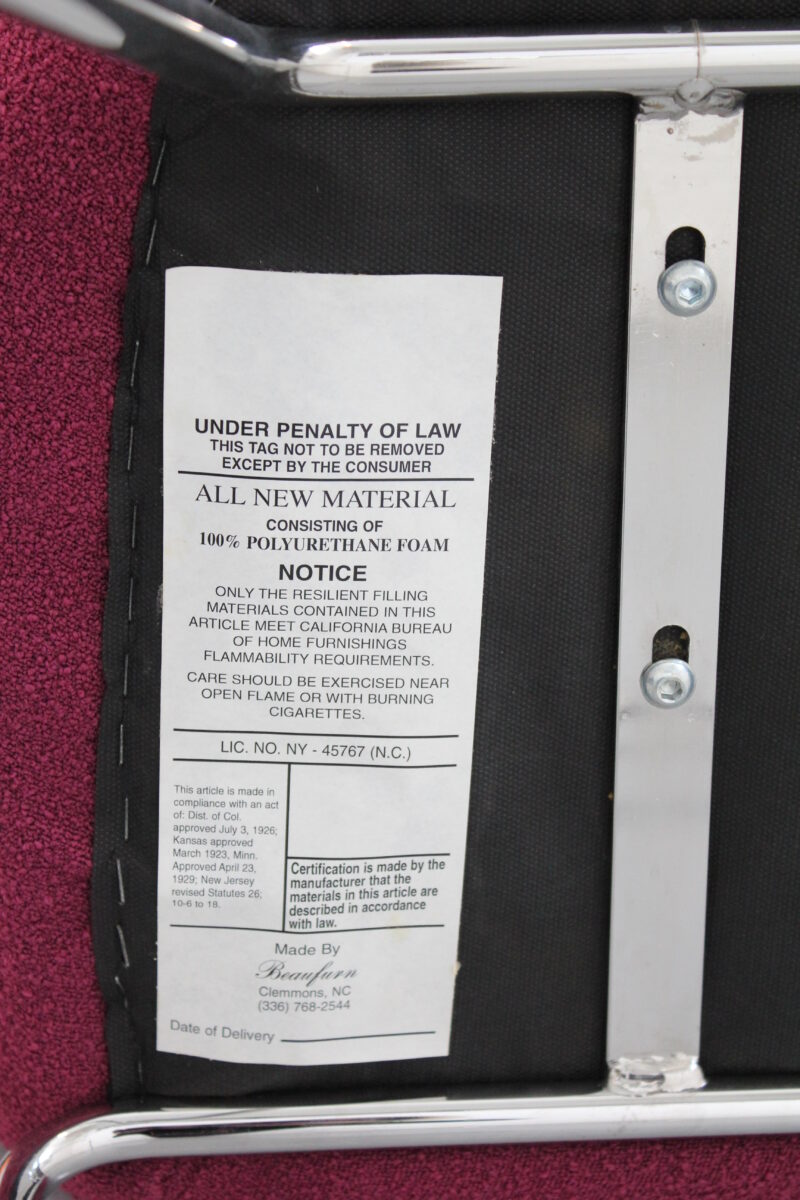 UNDER PENALTY OF LAW
THIS TAG NOT TO BE REMOVED
EXCEPT BY THE CONSUMER
ALL NEW MATERIAL
CONSISTING OF
100% POLYURETHANE FOAM
NOTICE
ONLY THE RESILIENT FILLING
MATERIALS CONTAINED IN THIS
ARTICLE MEET CALIFORNIA BUREAU
OF HOME FURNISHINGS
FLAMMABILITY REQUIREMENTS.
CARE SHOULD BE EXERCISED NEAR
OPEN FLAME OR WITH BURNING
CIGARETTES.
LIC. NO. NY - 45767 (N.C.)
This article is made in
compliance with an act
of: Dist. of Col.
approved July 3, 1926;
Kansas approved
March 1923, Minn.
Approved April 23,
1929; New Jersey
revised Statutes 26;
10-6 to 18.
Certification is made by the
manufacturer that the
materials in this article are
described in accordance
with law.
Made By
Beaufurn
Clemmons, NC
(336) 768-2544
Date of Delivery